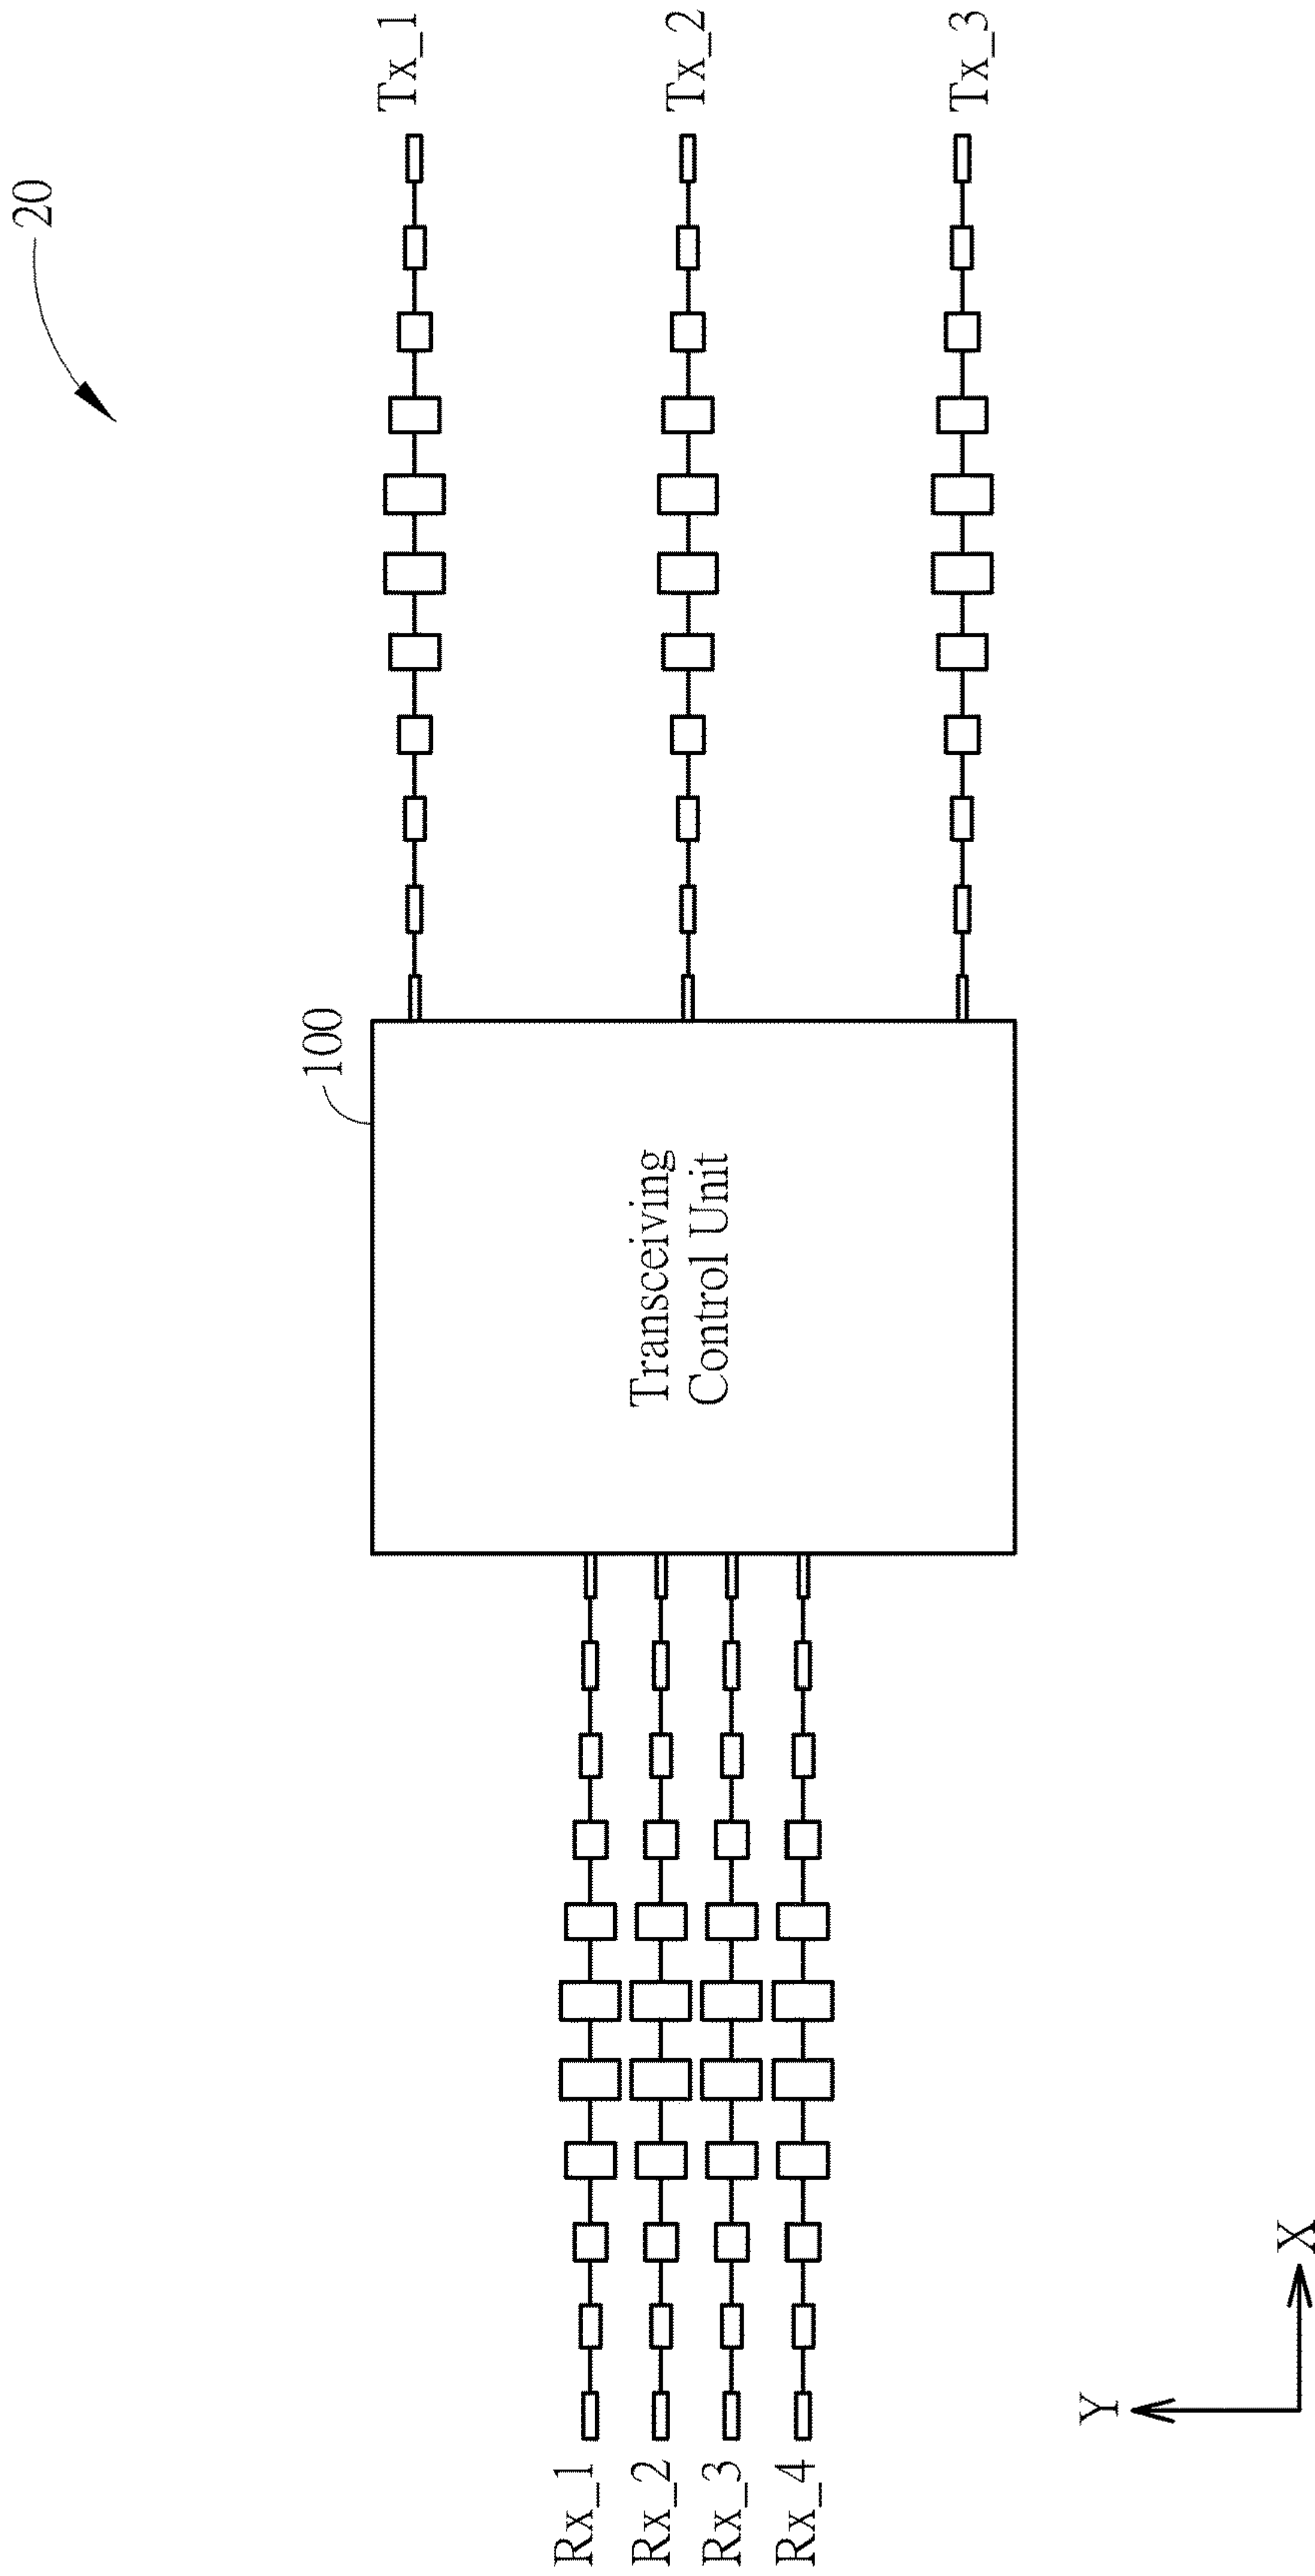 20
Tx_1
Tx_2
Tx_3
100
Transceiving
Control Unit
Rx_1
Rx_2
Rx_3
Rx_4
Y
X